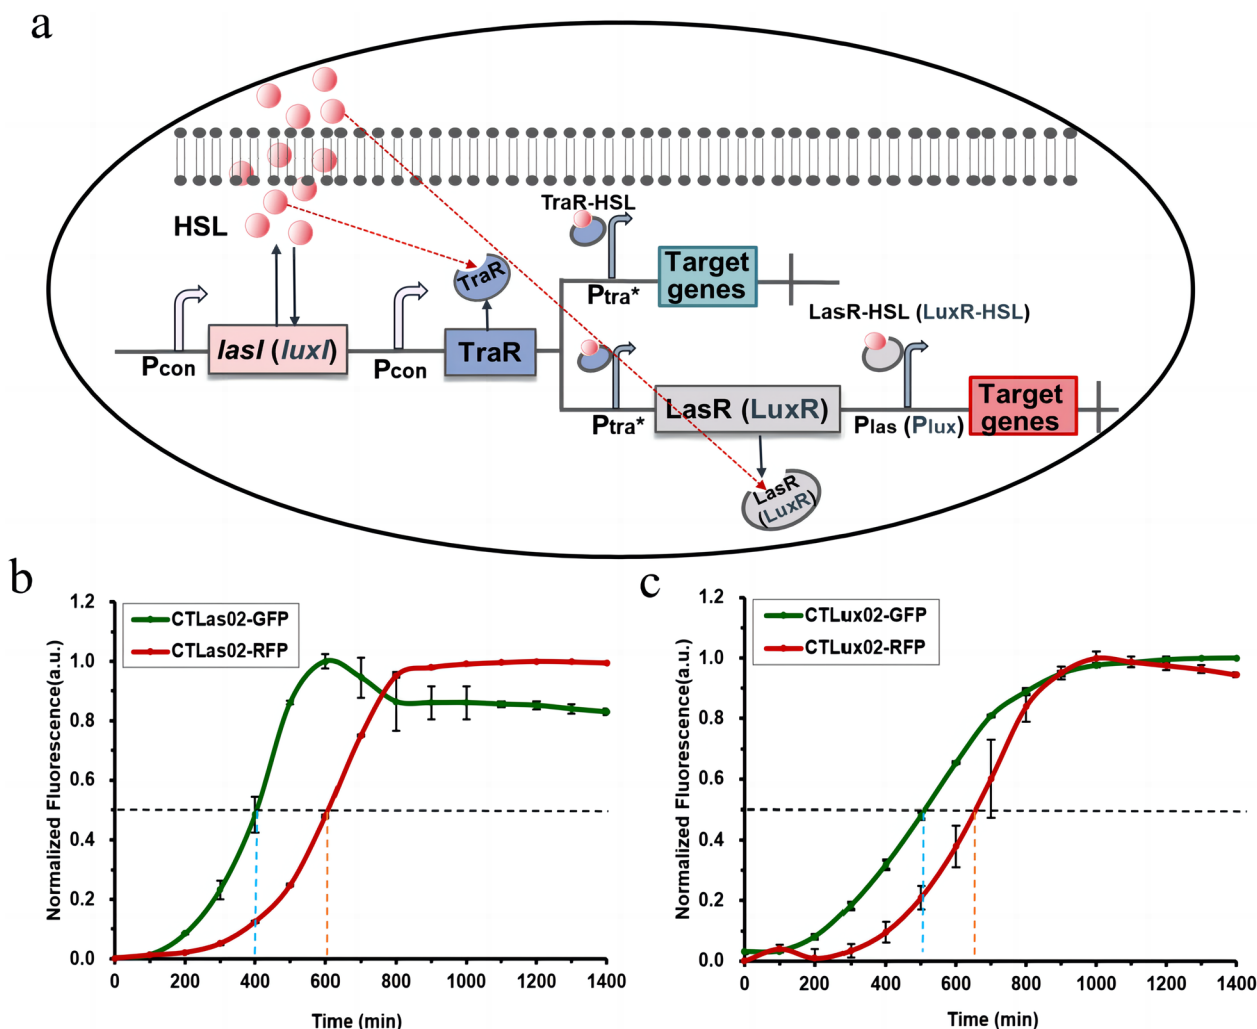 a
HSL
TraR
TraR-HSL
Ptra*
Target
genes
LasR-HSL (LuxR-HSL)
Pcon
lasI (luxI)
Pcon
TraR
Ptra*
LasR (LuxR)
Plas (Plux)
Target
genes
LasR
(LuxR)
b
Normalized Fluorescence(a.u.)
1.2
1.0
0.8
0.6
0.4
0.2
0.0
CTLas02-GFP
CTLas02-RFP
0 200 400 600 800 1000 1200 1400
Time (min)
c
Normalized Fluorescence(a.u.)
1.2
1.0
0.8
0.6
0.4
0.2
0.0
CTLux02-GFP
CTLux02-RFP
0 200 400 600 800 1000 1200 1400
Time (min)